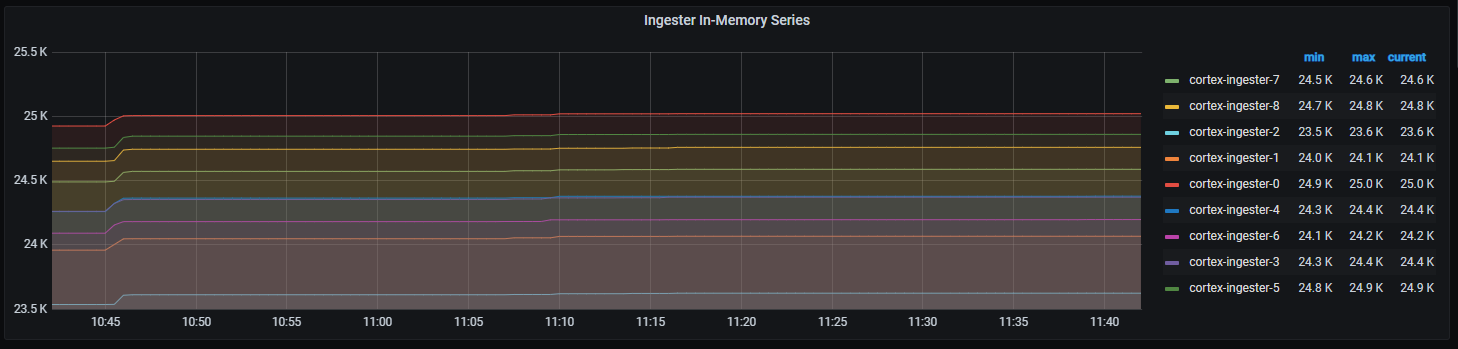 Ingester In-Memory Series
25.5 K
25 K
24.5 K
24 K
23.5 K
10:45 10:50 10:55 11:00 11:05 11:10 11:15 11:20 11:25 11:30 11:35 11:40
min max current
cortex-ingester-7 24.5 K 24.6 K 24.6 K
cortex-ingester-8 24.7 K 24.8 K 24.8 K
cortex-ingester-2 23.5 K 23.6 K 23.6 K
cortex-ingester-1 24.0 K 24.1 K 24.1 K
cortex-ingester-0 24.9 K 25.0 K 25.0 K
cortex-ingester-4 24.3 K 24.4 K 24.4 K
cortex-ingester-6 24.1 K 24.2 K 24.2 K
cortex-ingester-3 24.3 K 24.4 K 24.4 K
cortex-ingester-5 24.8 K 24.9 K 24.9 K